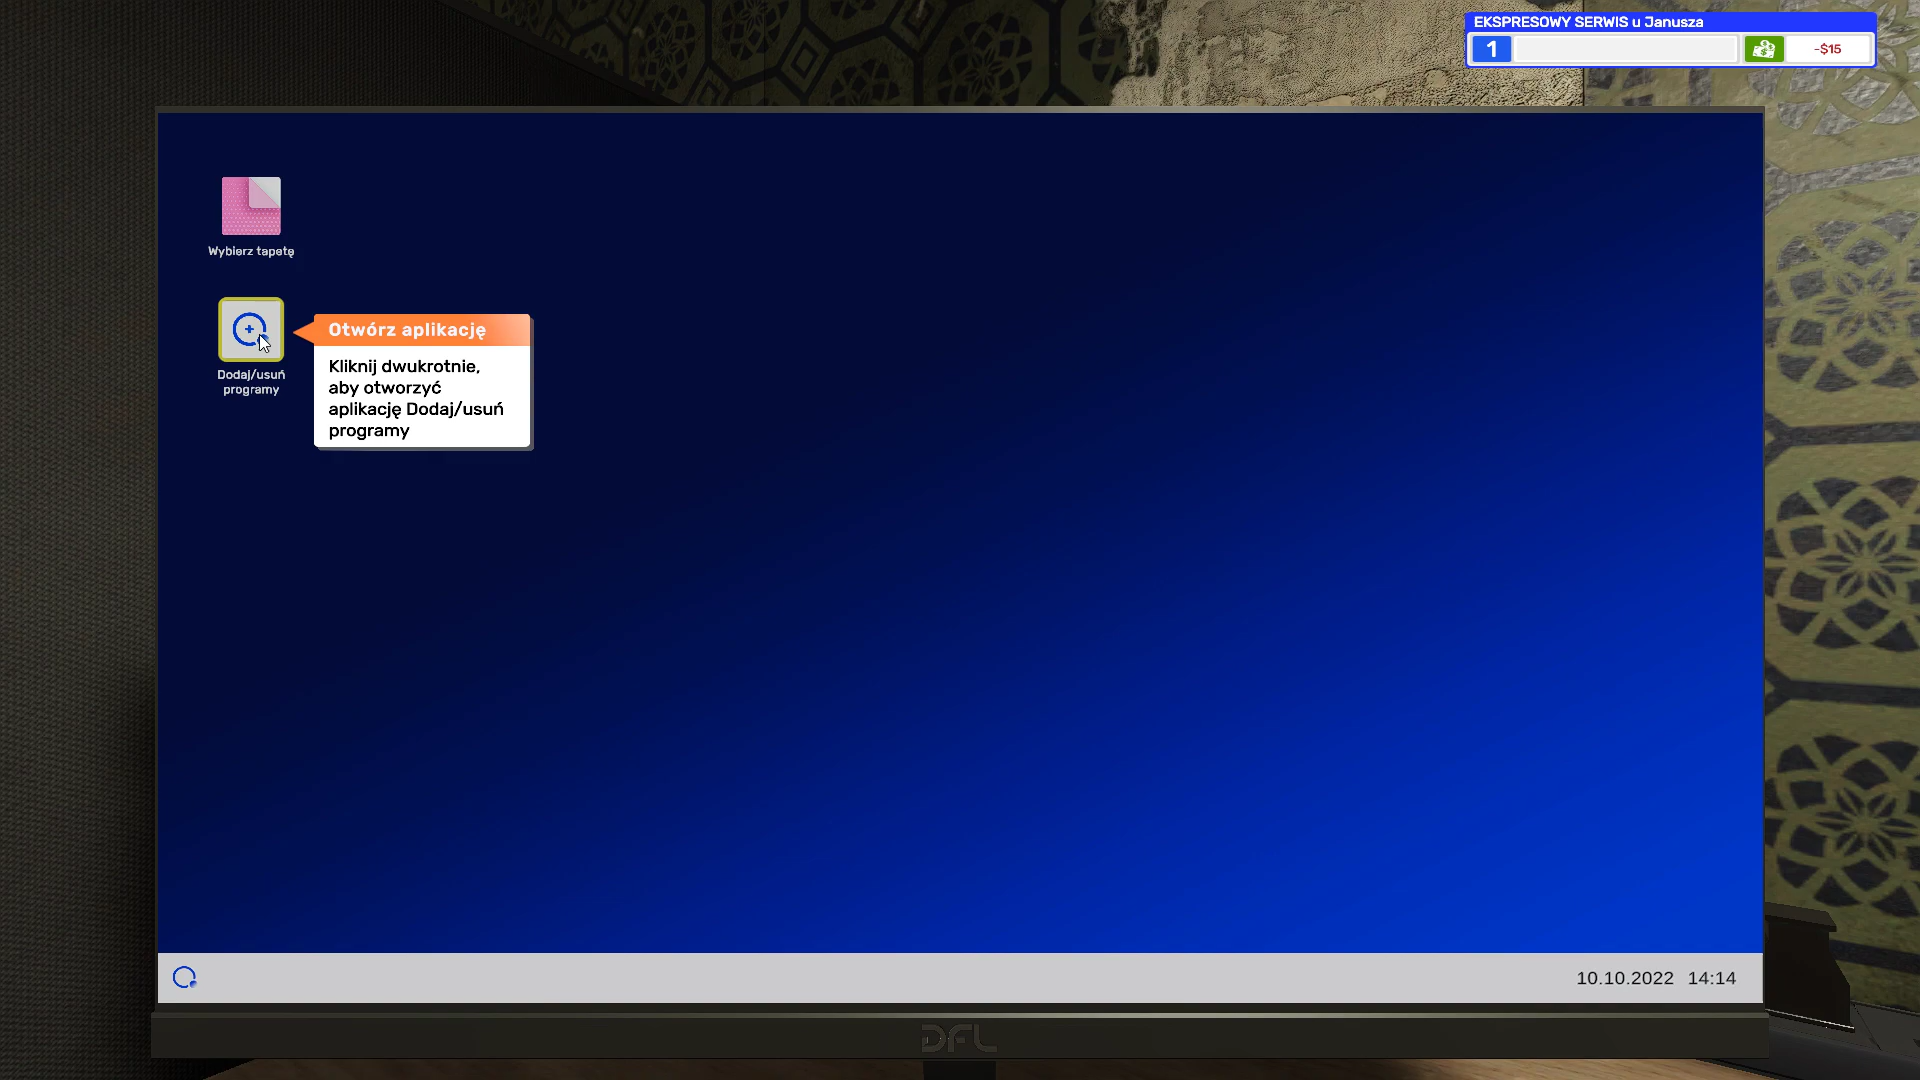 EKSPRESOWY SERWIS u Janusza
1
-$15
Wybierz tapetę
Otwórz aplikację
Kliknij dwukrotnie,
aby otworzyć
aplikację Dodaj/usuń
programy
Dodaj/usuń
programy
10.10.2022 14:14
DFL